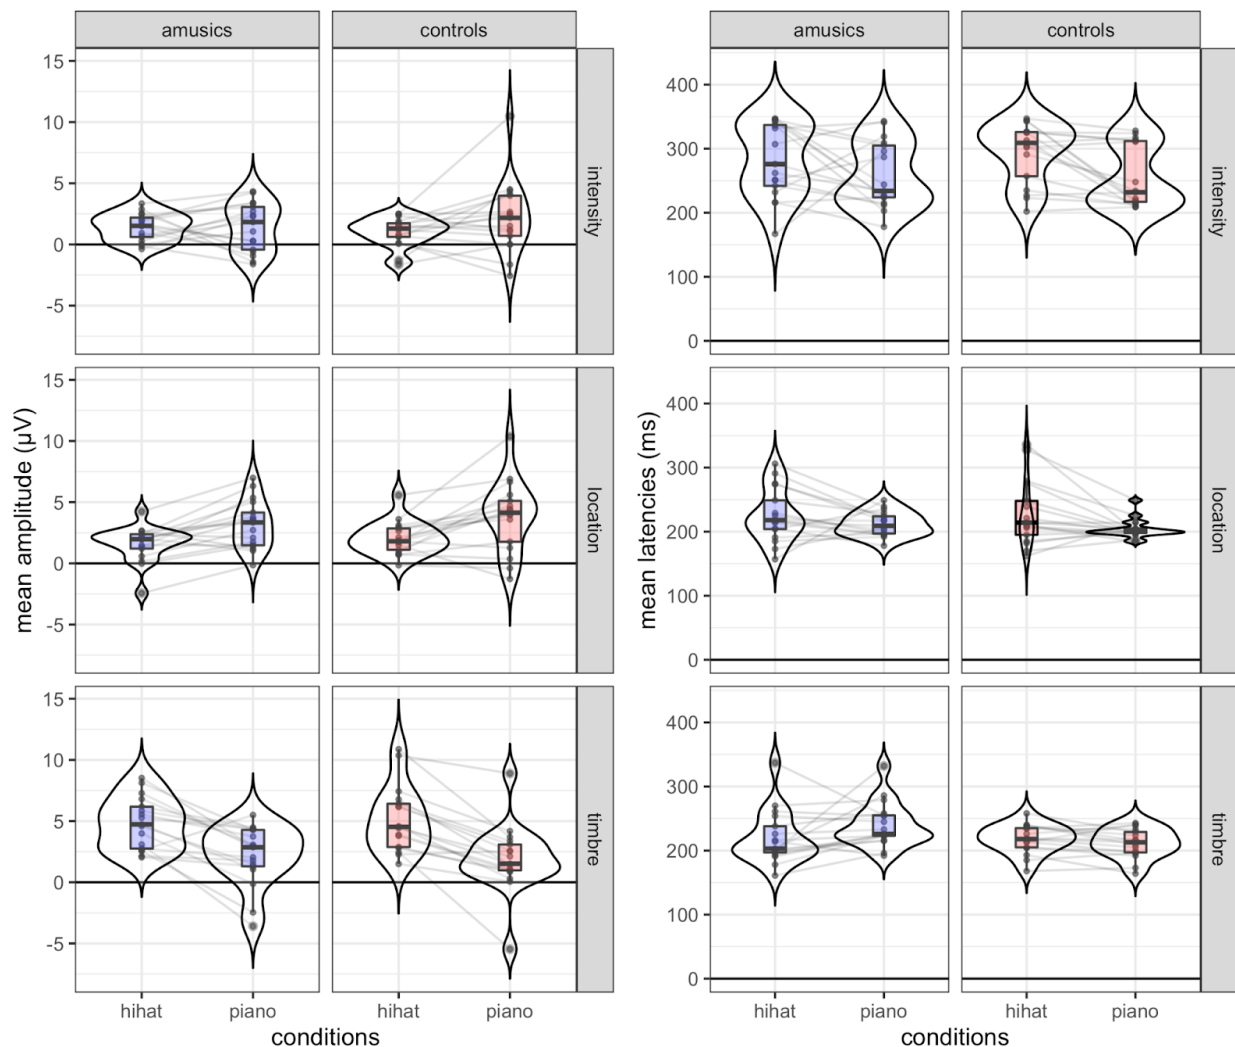 amusics controls
15
10
5
0
-5
intensity
15
10
5
0
-5
location
15
10
5
0
-5
timbre
mean amplitude (µV)
hihat piano hihat piano
conditions
amusics controls
400
300
200
100
0
intensity
400
300
200
100
0
location
400
300
200
100
0
timbre
mean latencies (ms)
hihat piano hihat piano
conditions